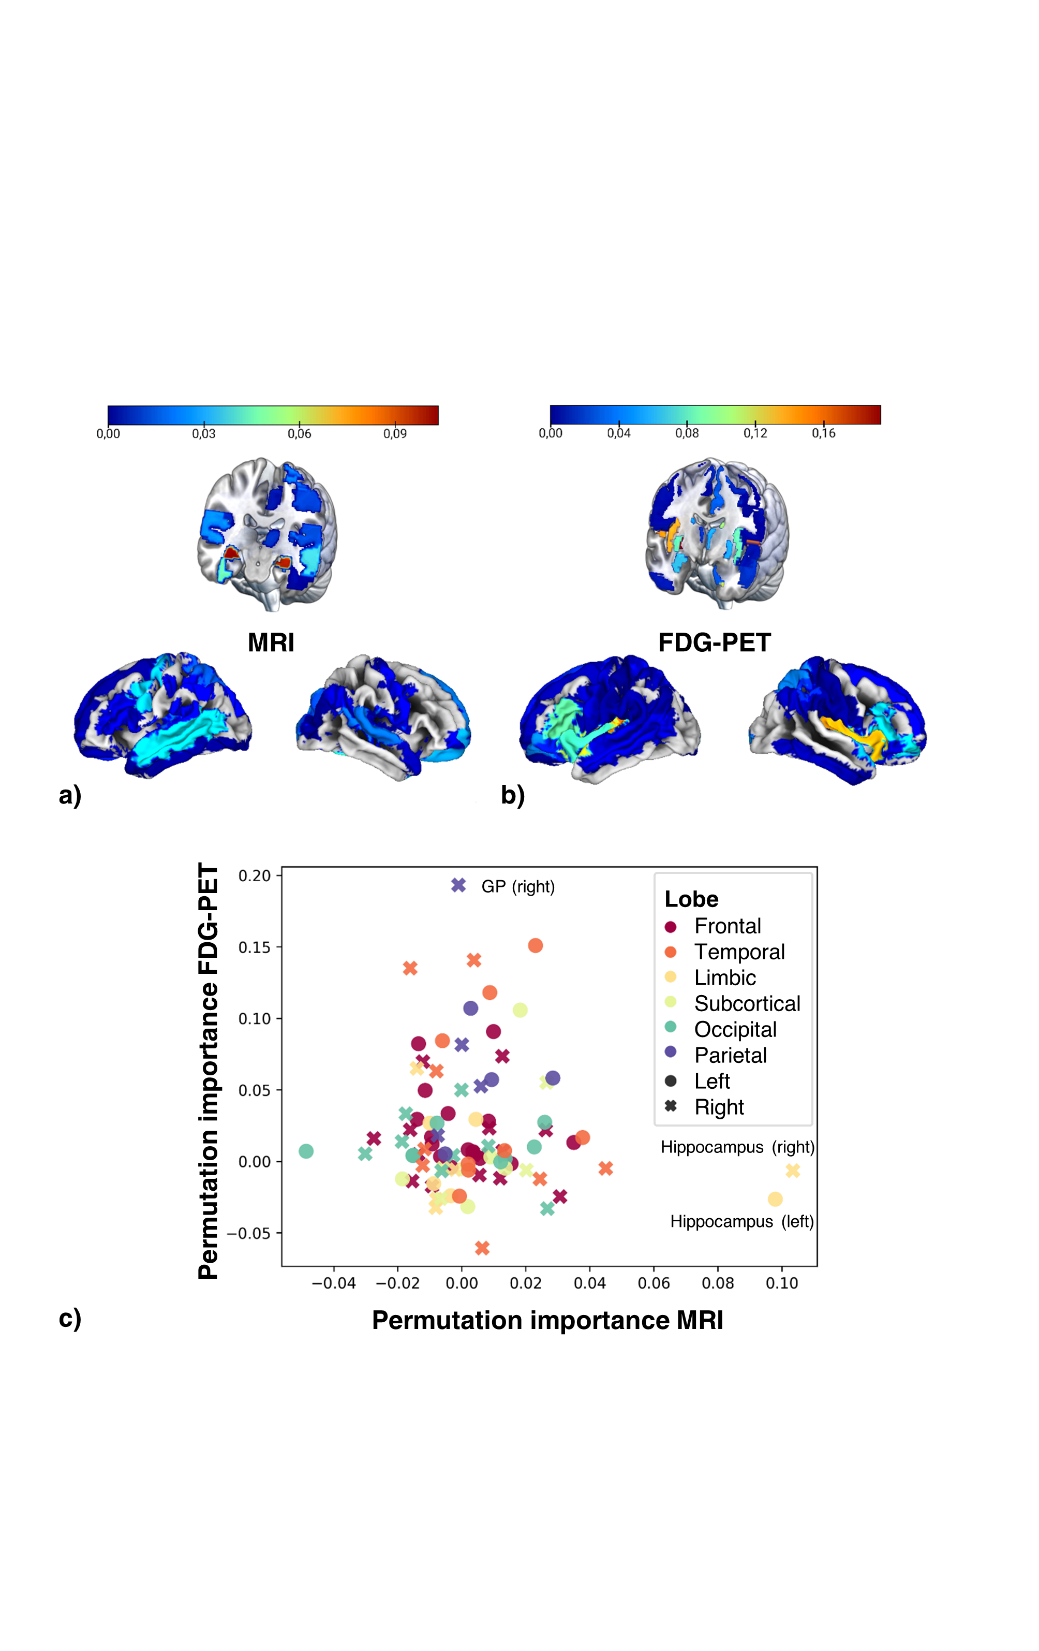 0,00 0,03 0,06 0,09
0,00 0,04 0,08 0,12 0,16
MRI
FDG-PET
a)
b)
Permutation importance FDG-PET
0.20
0.15
0.10
0.05
0.00
−0.05
GP (right)
Lobe
Frontal
Temporal
Limbic
Subcortical
Occipital
Parietal
Left
Right
Hippocampus (right)
Hippocampus (left)
−0.04 −0.02 0.00 0.02 0.04 0.06 0.08 0.10
Permutation importance MRI
c)